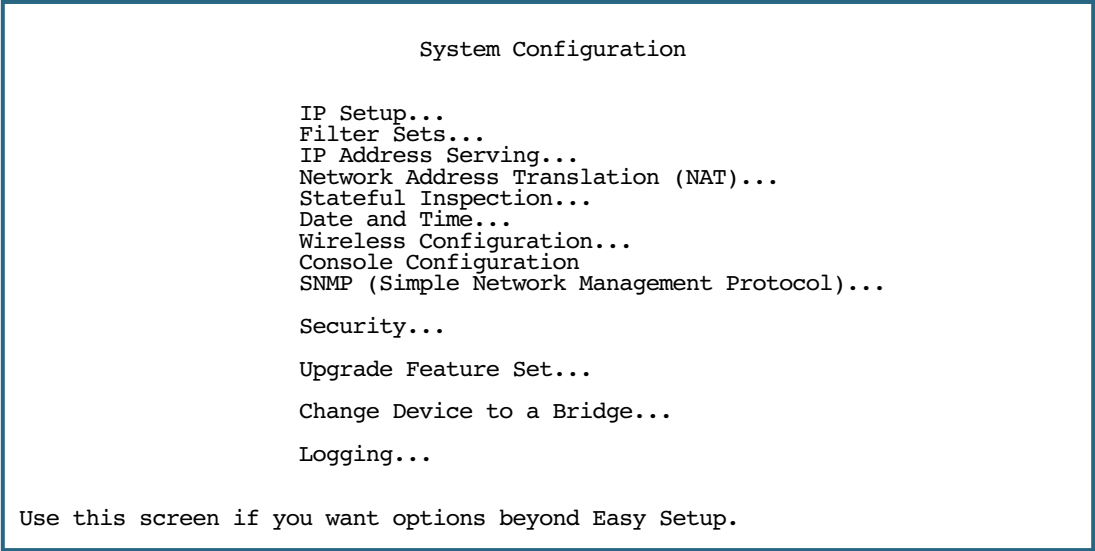 System Configuration
IP Setup...
Filter Sets...
IP Address Serving...
Network Address Translation (NAT)...
Stateful Inspection...
Date and Time...
Wireless Configuration...
Console Configuration
SNMP (Simple Network Management Protocol)...
Security...
Upgrade Feature Set...
Change Device to a Bridge...
Logging...
Use this screen if you want options beyond Easy Setup.